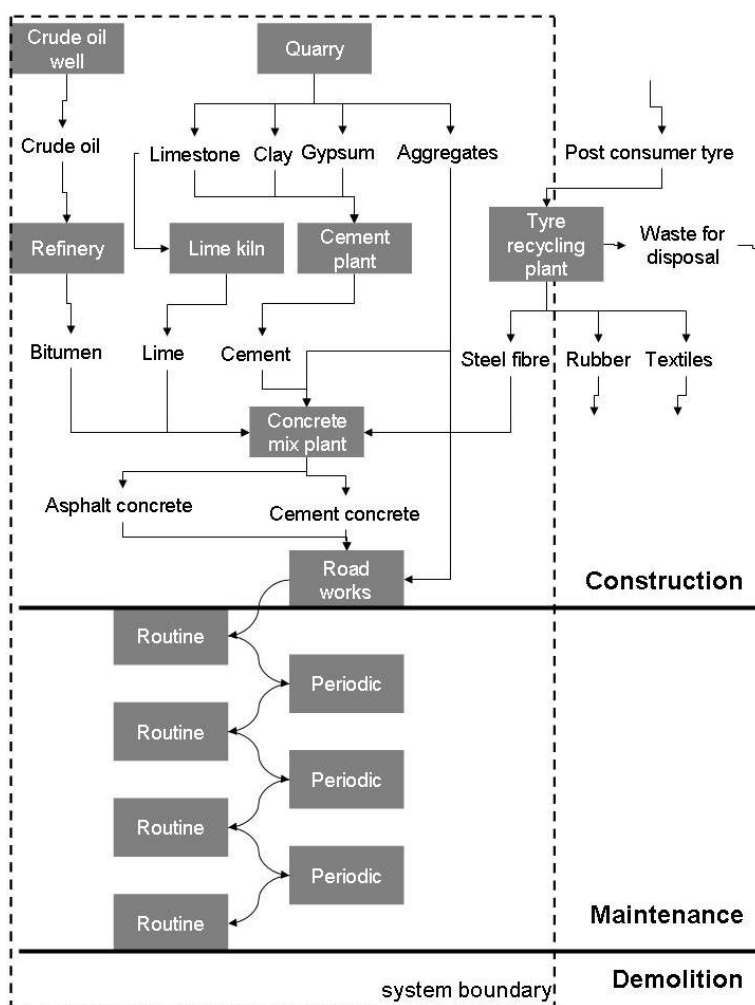 Crude oil
well
Quarry
Crude oil
Limestone
Clay
Gypsum
Aggregates
Post consumer tyre
Refinery
Lime kiln
Cement
plant
Tyre
recycling
plant
Waste for
disposal
Bitumen
Lime
Cement
Steel fibre
Rubber
Textiles
Concrete
mix plant
Asphalt concrete
Cement concrete
Road
works
Construction
Routine
Periodic
Routine
Periodic
Routine
Periodic
Routine
Maintenance
system boundary
Demolition